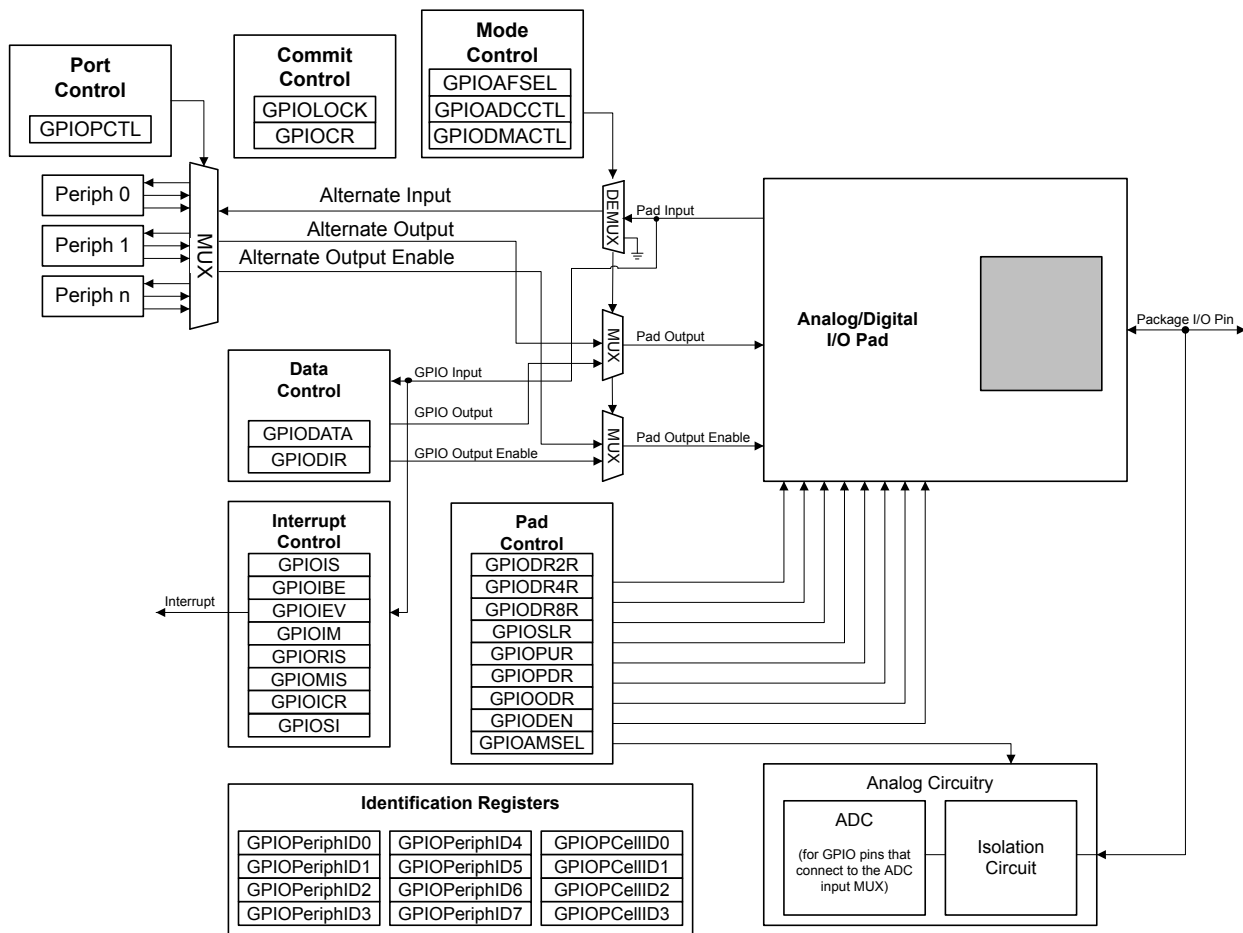 Port
Control
GPIOPCTL
Commit
Control
GPIOLOCK
GPIOCR
Mode
Control
GPIOAFSEL
GPIOADCCTL
GPIODMACTL
Periph 0
Periph 1
Periph n
MUX
Alternate Input
Alternate Output
Alternate Output Enable
DEMUX
Pad Input
MUX
Pad Output
MUX
Pad Output Enable
Analog/Digital
I/O Pad
Package I/O Pin
Data
Control
GPIODATA
GPIODIR
GPIO Input
GPIO Output
GPIO Output Enable
Interrupt
Control
GPIOIS
GPIOIBE
GPIOIEV
GPIOIM
GPIORIS
GPIOMIS
GPIOICR
GPIOSI
Interrupt
Pad
Control
GPIODR2R
GPIODR4R
GPIODR8R
GPIOSLR
GPIOPUR
GPIOPDR
GPIOODR
GPIODEN
GPIOAMSEL
Analog Circuitry
ADC
(for GPIO pins that
connect to the ADC
input MUX)
Isolation
Circuit
Identification Registers
GPIOPeriphID0
GPIOPeriphID1
GPIOPeriphID2
GPIOPeriphID3
GPIOPeriphID4
GPIOPeriphID5
GPIOPeriphID6
GPIOPeriphID7
GPIOPCellID0
GPIOPCellID1
GPIOPCellID2
GPIOPCellID3